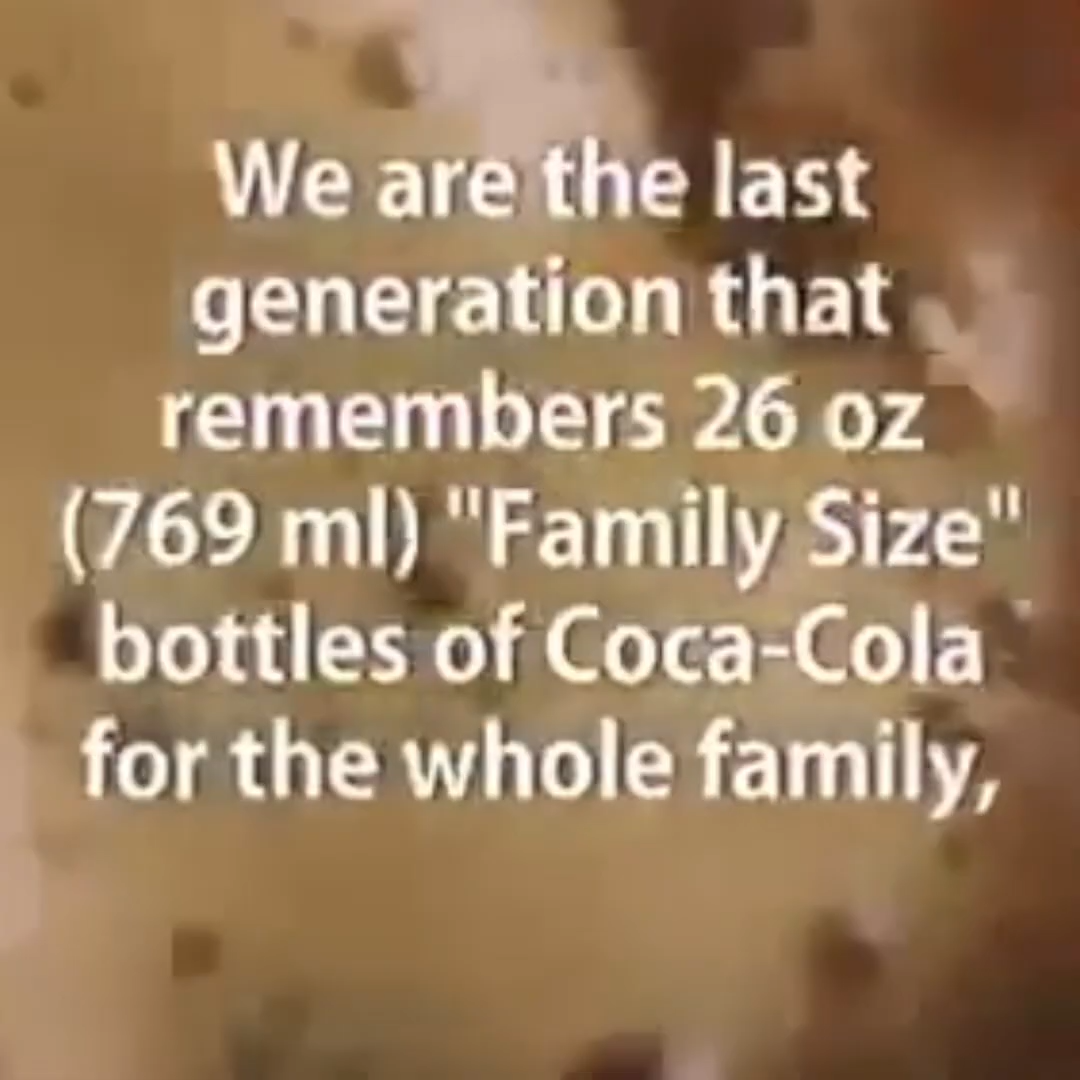 We are the last
generation that
remembers 26 oz
(769 ml) "Family Size"
bottles of Coca-Cola
for the whole family,